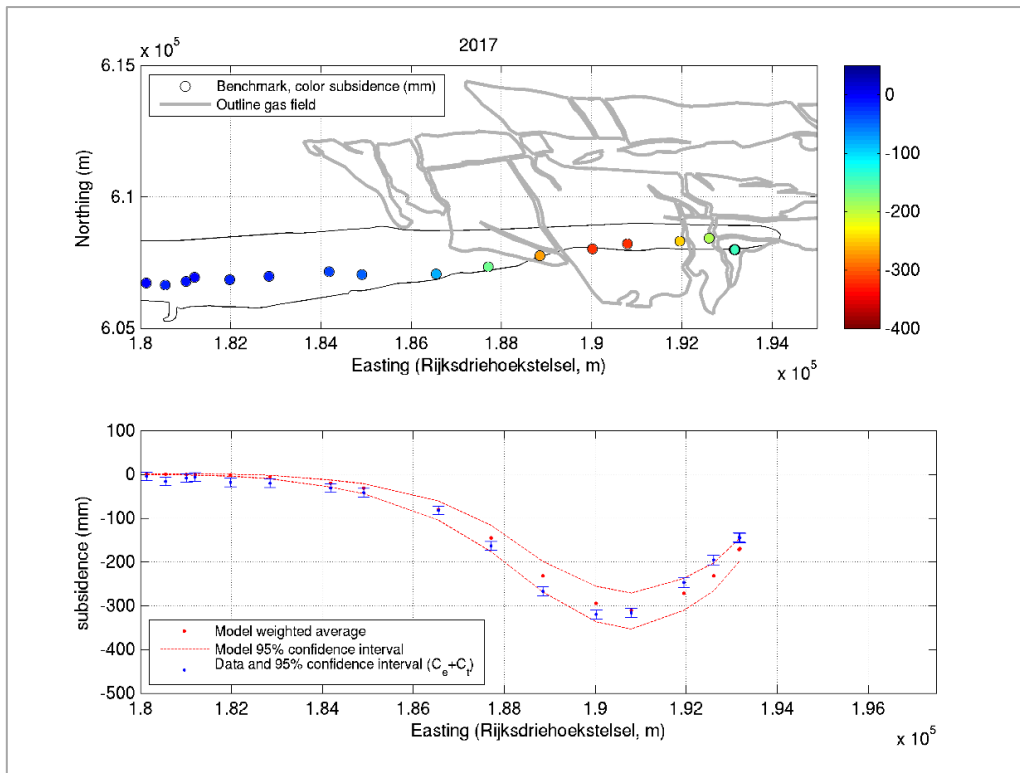 2017
x 10^5
6.15
6.1
6.05
Northing (m)
Benchmark, color subsidence (mm)
Outline gas field
1.8 1.82 1.84 1.86 1.88 1.9 1.92 1.94
Easting (Rijksdriehoekstelsel, m)
x 10^5
0
-100
-200
-300
-400
100
0
-100
-200
-300
-400
-500
subsidence (mm)
Model weighted average
Model 95% confidence interval
Data and 95% confidence interval (C_e+C_t)
1.8 1.82 1.84 1.86 1.88 1.9 1.92 1.94 1.96
Easting (Rijksdriehoekstelsel, m)
x 10^5